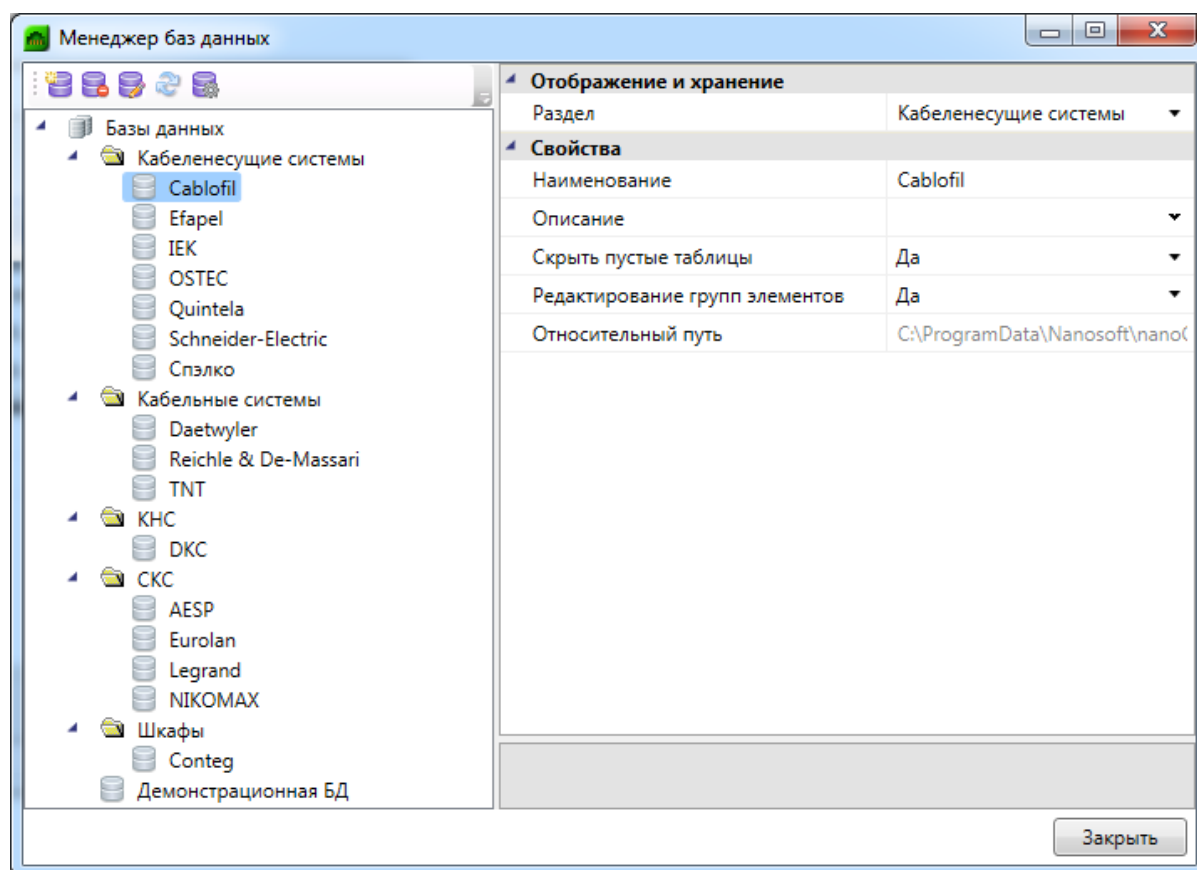 Менеджер баз данных
Базы данных
Кабеленесущие системы
Cablofil
Efapel
IEK
OSTEC
Quintela
Schneider-Electric
Спэлко
Кабельные системы
Daetwyler
Reichle & De-Massari
TNT
КНС
DKC
СКС
AESP
Eurolan
Legrand
NIKOMAX
Шкафы
Conteg
Демонстрационная БД
Отображение и хранение
Раздел Кабеленесущие системы
Свойства
Наименование Cablofil
Описание
Скрыть пустые таблицы Да
Редактирование групп элементов Да
Относительный путь C:\ProgramData\Nanosoft\nano
Закрыть